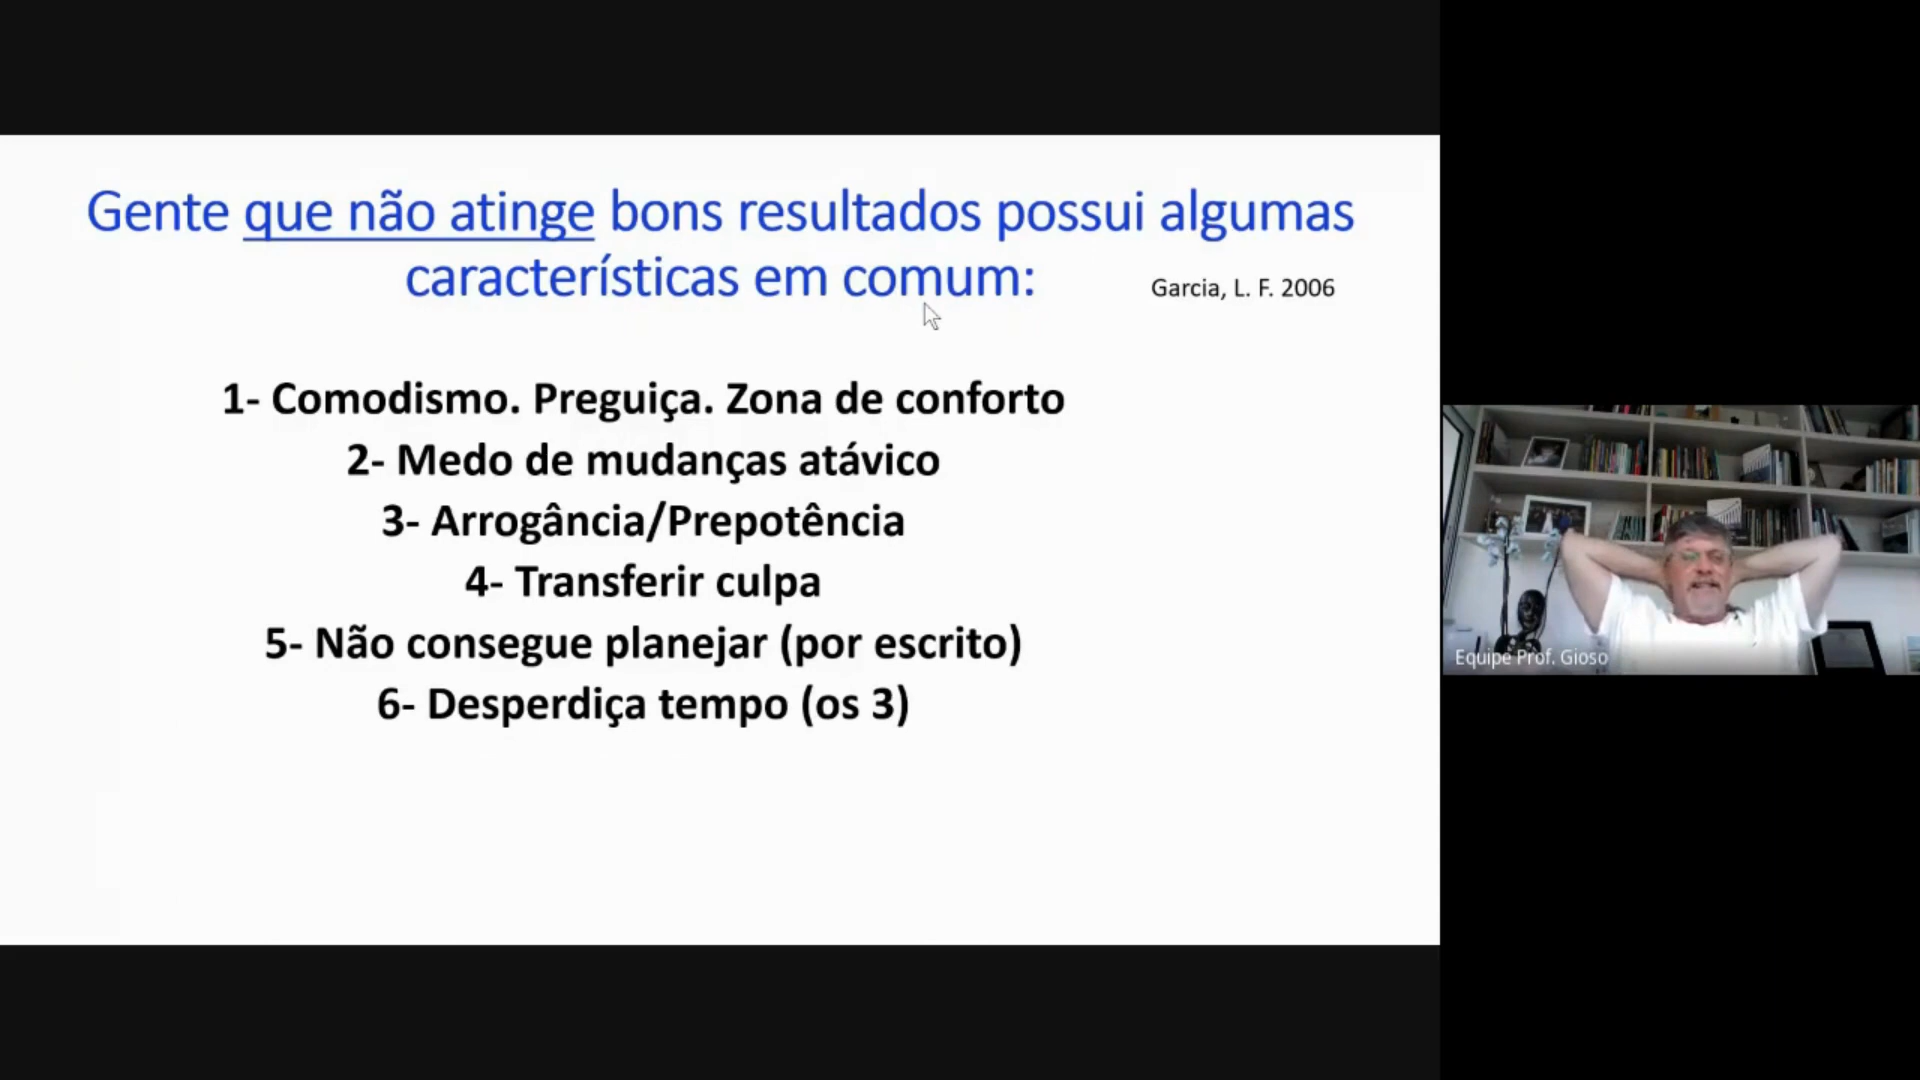 Gente que não atinge bons resultados possui algumas
características em comum:
Garcia, L. F. 2006
1- Comodismo. Preguiça. Zona de conforto
2- Medo de mudanças atávico
3- Arrogância/Prepotência
4- Transferir culpa
5- Não consegue planejar (por escrito)
6- Desperdiça tempo (os 3)
Equipe Prof. Gioso